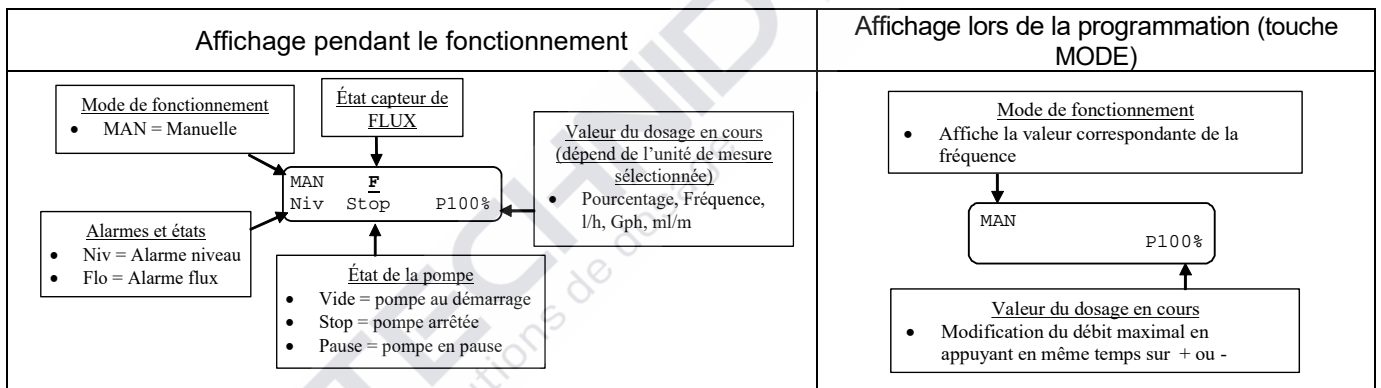 Affichage pendant le fonctionnement
Affichage lors de la programmation (touche
MODE)
Mode de fonctionnement
• MAN = Manuelle
État capteur de
FLUX
Valeur du dosage en cours
(dépend de l’unité de mesure
sélectionnée)
• Pourcentage, Fréquence,
l/h, Gph, ml/m
MAN F
Niv Stop P100%
Alarmes et états
• Niv = Alarme niveau
• Flo = Alarme flux
État de la pompe
• Vide = pompe au démarrage
• Stop = pompe arrêtée
• Pause = pompe en pause
Mode de fonctionnement
• Affiche la valeur correspondante de la
fréquence
MAN
P100%
Valeur du dosage en cours
• Modification du débit maximal en
appuyant en même temps sur + ou -